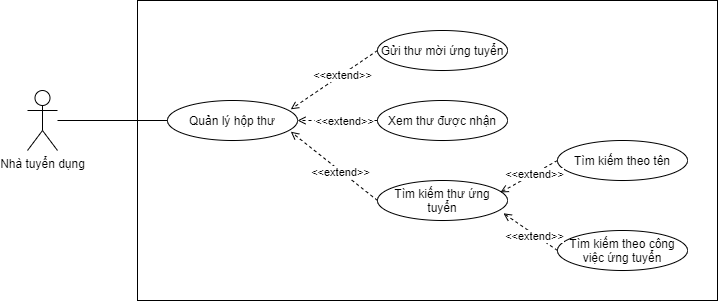 Gửi thư mời ứng tuyển
<<extend>>
Quản lý hộp thư
<<extend>>
Xem thư được nhận
Nhà tuyển dụng
<<extend>>
Tìm kiếm thư ứng
tuyển
<<extend>>
Tìm kiếm theo tên
<<extend>>
Tìm kiếm theo công
việc ứng tuyển